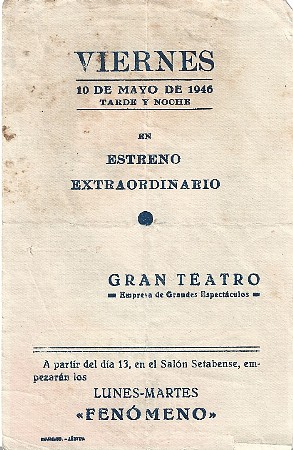 VIERNES
10 DE MAYO DE 1946
TARDE Y NOCHE
EN
ESTRENO
EXTRAORDINARIO
GRAN TEATRO
Empresa de Grandes Espectáculos
A partir del día 13, en el Salón Setabense, em-
pezarán los
LUNES-MARTES
«FENÓMENO»
JÁTIVA